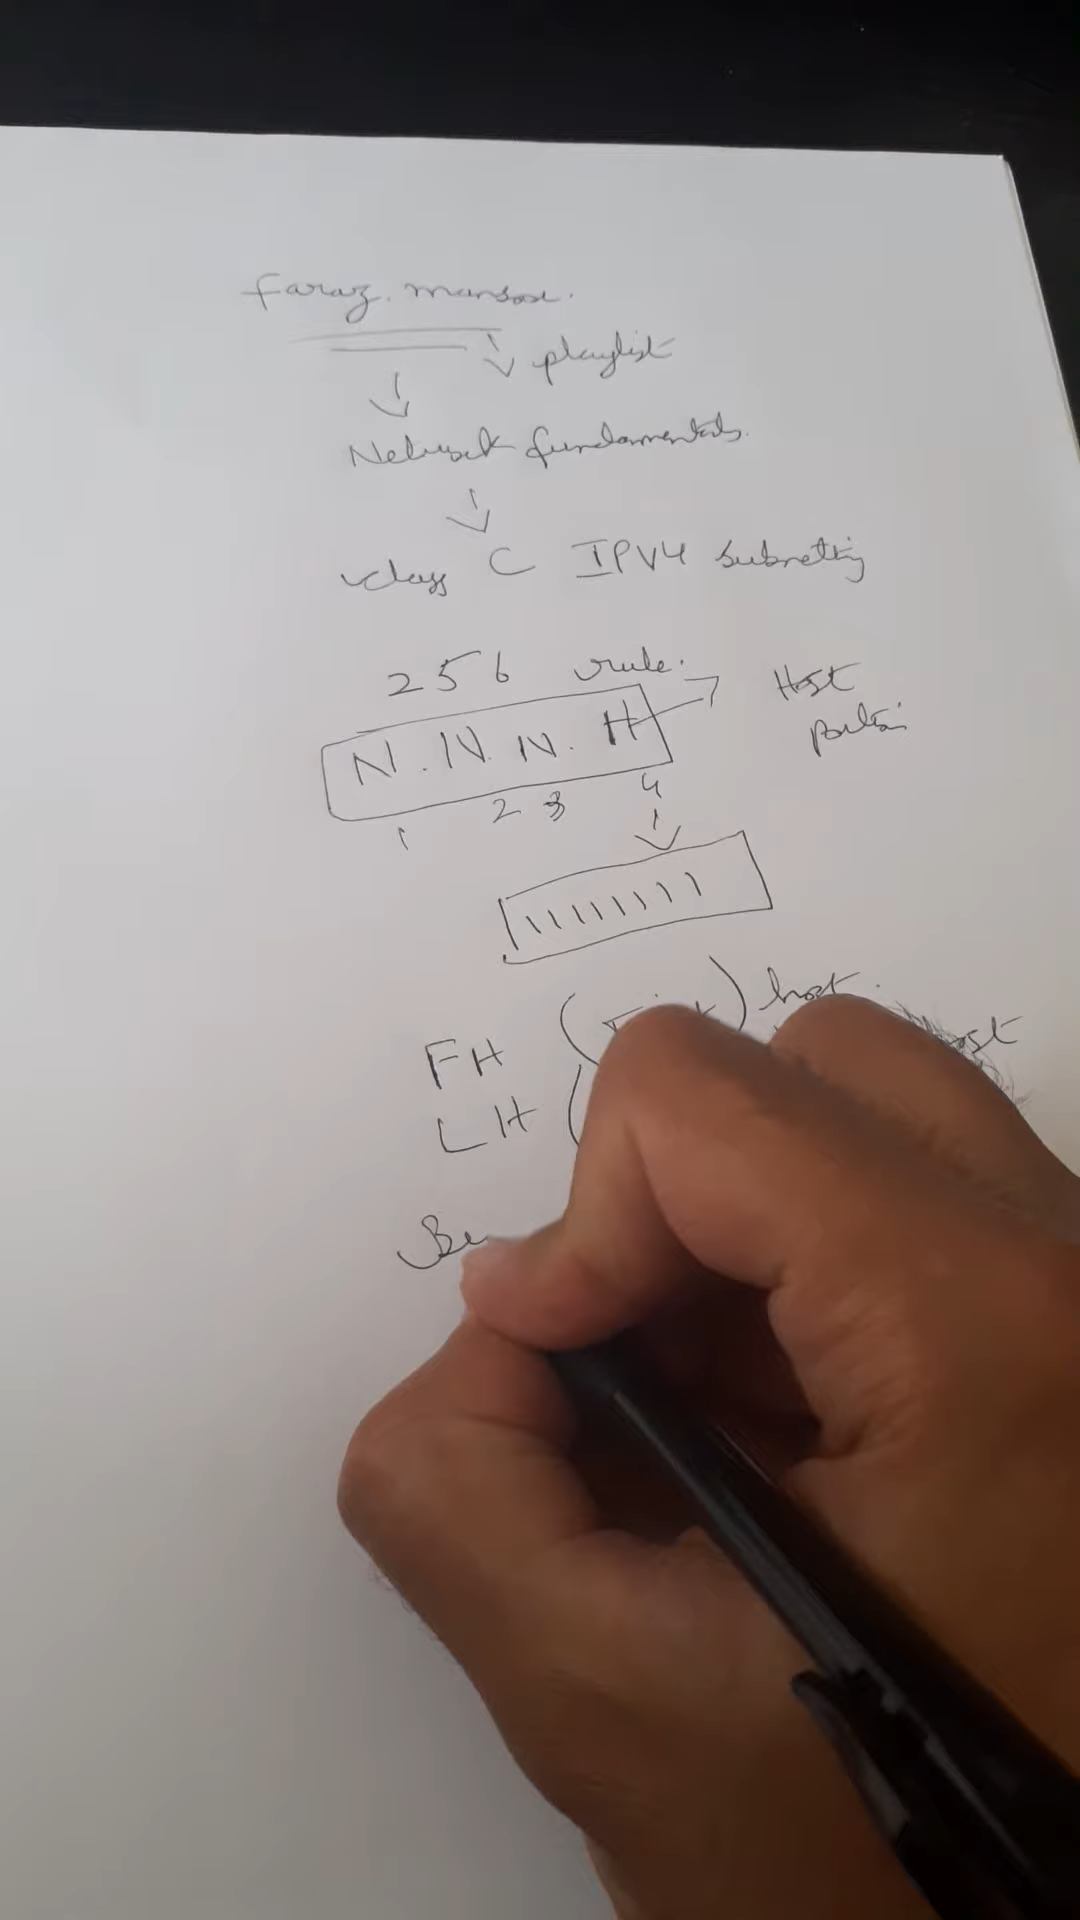 faraz. mansoor.
playlist
Network fundamentals.
class C IPV4 subnetting
256 rule.
N. N. N. H
Host
portion
1 2 3 4
11111111
FH ( ) host.
LH (
Be